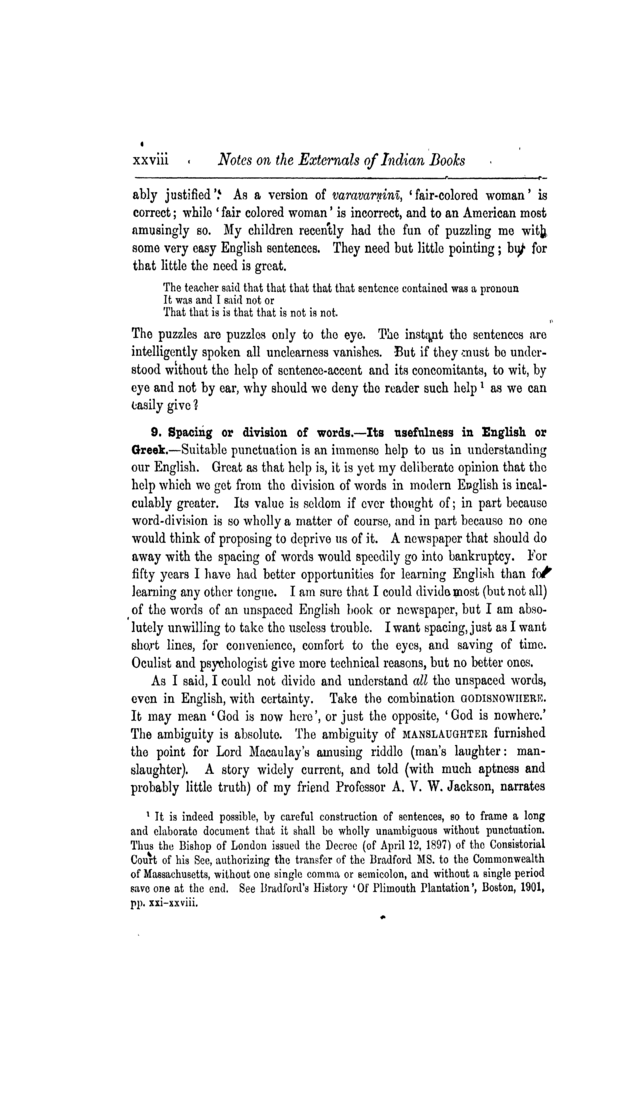 xxviii Notes on the Externals of Indian Books
ably justified'. As a version of varavarṇinī, 'fair-colored woman' is
correct; while 'fair colored woman' is incorrect, and to an American most
amusingly so. My children recently had the fun of puzzling me with
some very easy English sentences. They need but little pointing; but for
that little the need is great.
The teacher said that that that that that sentence contained was a pronoun
It was and I said not or
That that is is that that is not is not.
The puzzles are puzzles only to the eye. The instant the sentences are
intelligently spoken all unclearness vanishes. But if they must be under-
stood without the help of sentence-accent and its concomitants, to wit, by
eye and not by ear, why should we deny the reader such help¹ as we can
easily give?
9. Spacing or division of words.—Its usefulness in English or
Greek.—Suitable punctuation is an immense help to us in understanding
our English. Great as that help is, it is yet my deliberate opinion that the
help which we get from the division of words in modern English is incal-
culably greater. Its value is seldom if ever thought of; in part because
word-division is so wholly a matter of course, and in part because no one
would think of proposing to deprive us of it. A newspaper that should do
away with the spacing of words would speedily go into bankruptcy. For
fifty years I have had better opportunities for learning English than for
learning any other tongue. I am sure that I could divide most (but not all)
of the words of an unspaced English book or newspaper, but I am abso-
lutely unwilling to take the useless trouble. I want spacing, just as I want
short lines, for convenience, comfort to the eyes, and saving of time.
Oculist and psychologist give more technical reasons, but no better ones.
As I said, I could not divide and understand all the unspaced words,
even in English, with certainty. Take the combination GODISNOWHERE.
It may mean 'God is now here', or just the opposite, 'God is nowhere.'
The ambiguity is absolute. The ambiguity of MANSLAUGHTER furnished
the point for Lord Macaulay's amusing riddle (man's laughter: man-
slaughter). A story widely current, and told (with much aptness and
probably little truth) of my friend Professor A. V. W. Jackson, narrates
¹ It is indeed possible, by careful construction of sentences, so to frame a long
and elaborate document that it shall be wholly unambiguous without punctuation.
Thus the Bishop of London issued the Decree (of April 12, 1897) of the Consistorial
Court of his See, authorizing the transfer of the Bradford MS. to the Commonwealth
of Massachusetts, without one single comma or semicolon, and without a single period
save one at the end. See Bradford's History 'Of Plimouth Plantation', Boston, 1901,
pp. xxi-xxviii.